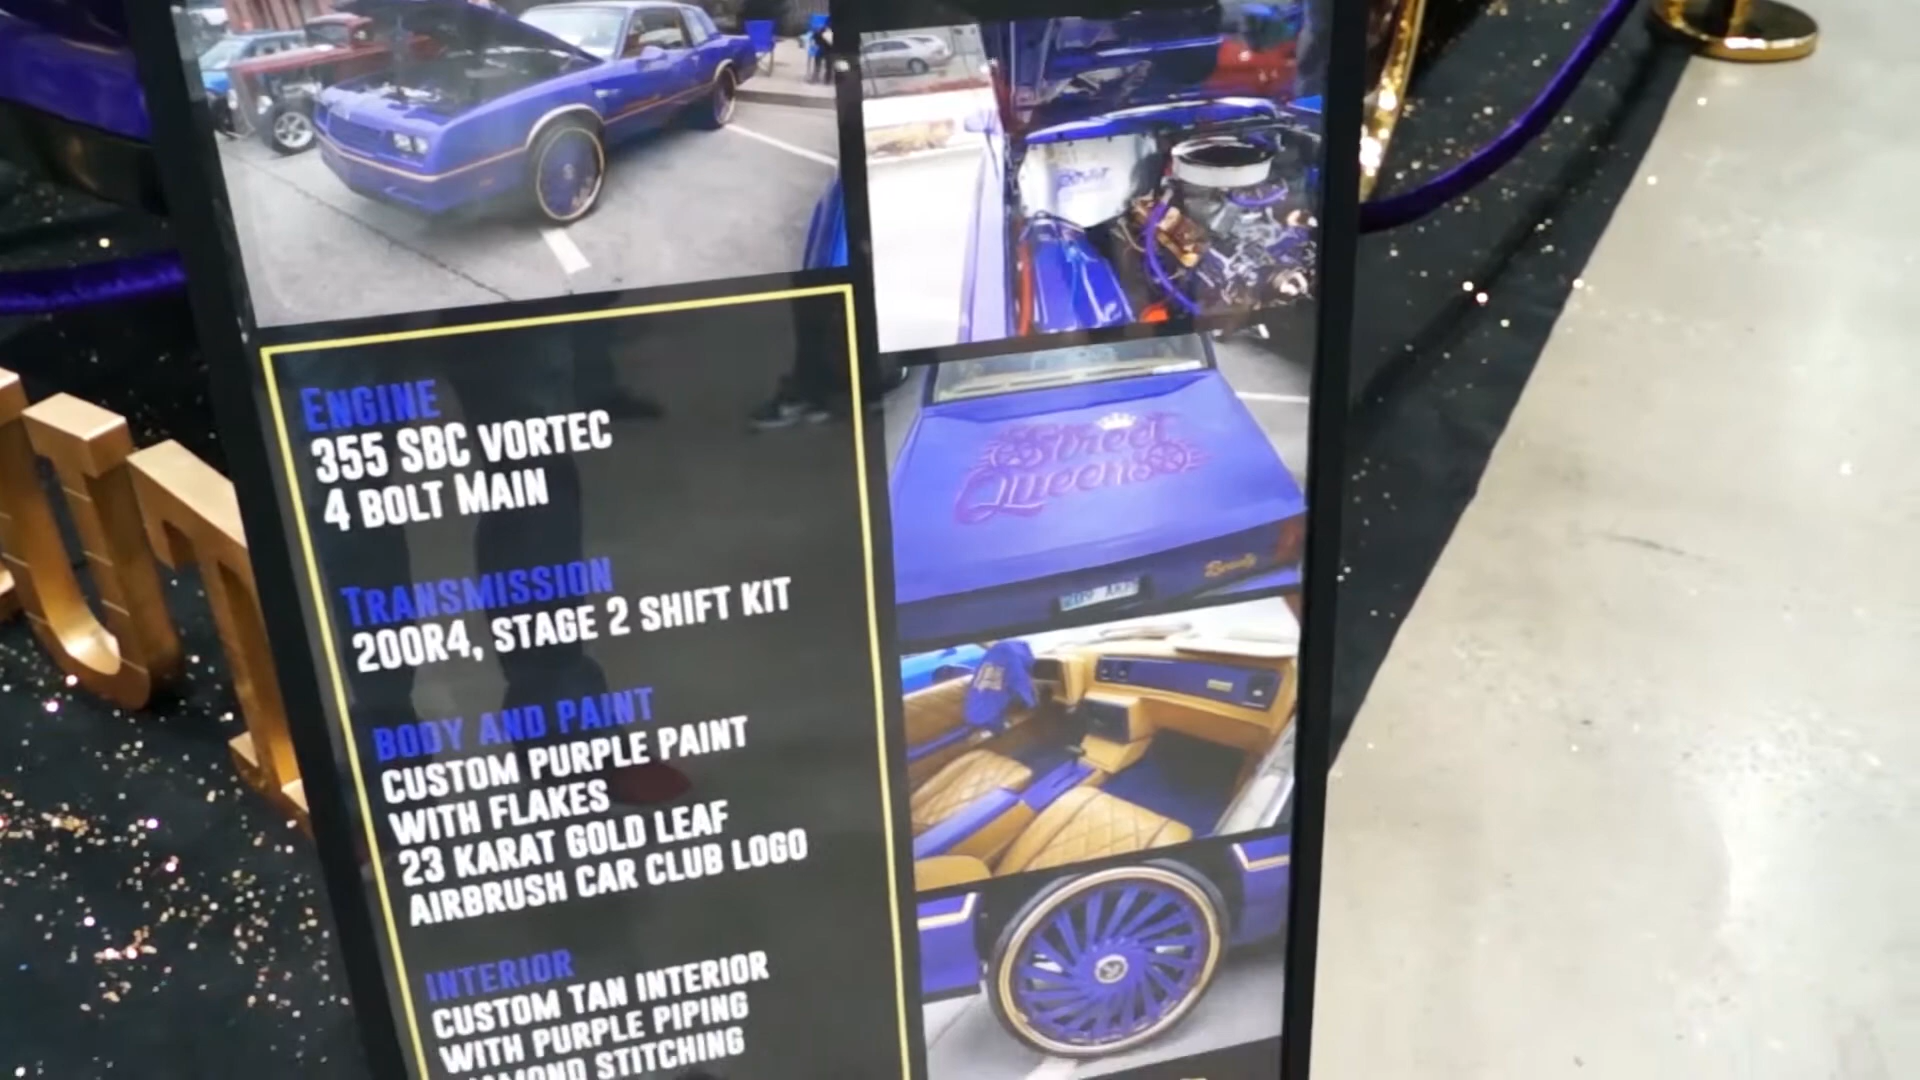 ENGINE
355 SBC VORTEC
4 BOLT MAIN
TRANSMISSION
200R4, STAGE 2 SHIFT KIT
BODY AND PAINT
CUSTOM PURPLE PAINT
WITH FLAKES
23 KARAT GOLD LEAF
AIRBRUSH CAR CLUB LOGO
INTERIOR
CUSTOM TAN INTERIOR
WITH PURPLE PIPING
STITCHING
Street
Queens